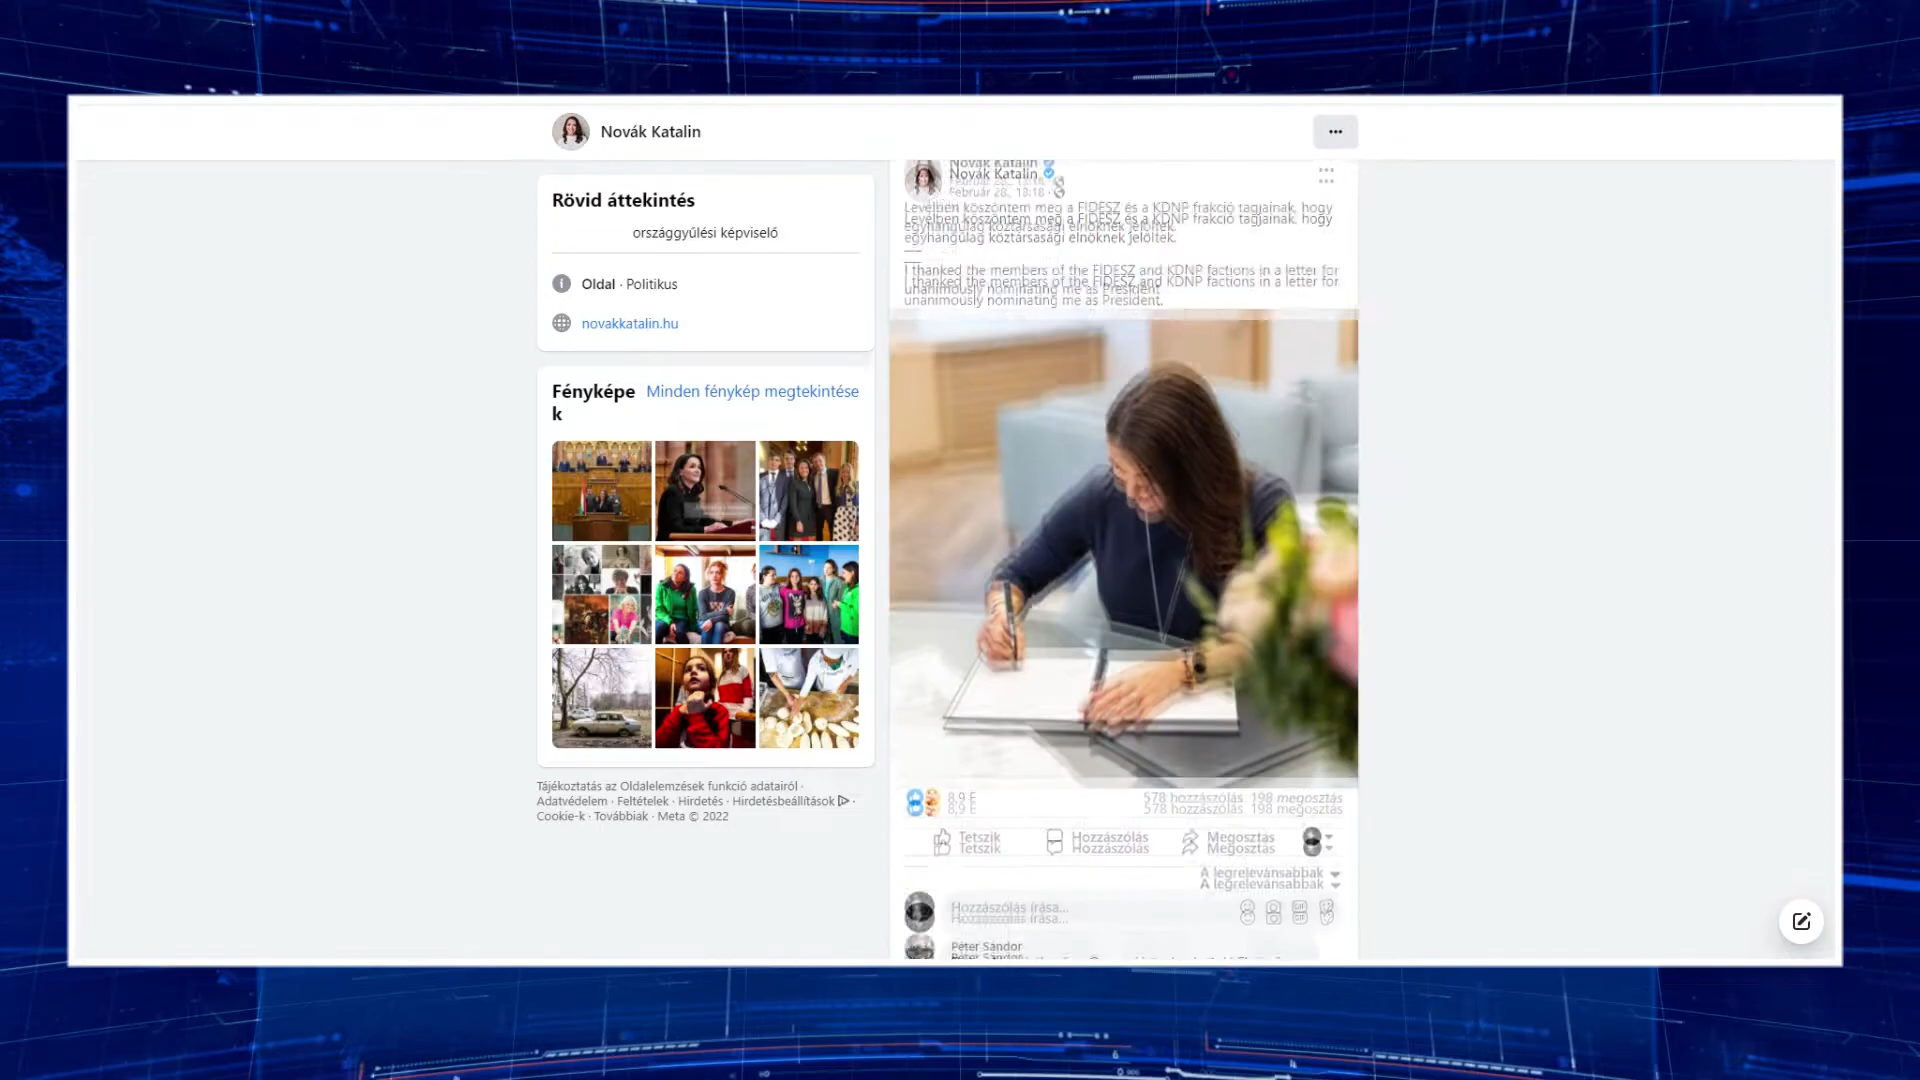 Novák Katalin
Rövid áttekintés
országgyűlési képviselő
Oldal · Politikus
novakkatalin.hu
Fényképe
k
Minden fénykép megtekintése
Tájékoztatás az Oldalelemzések funkció adatairól ·
Adatvédelem · Feltételek · Hirdetés · Hirdetésbeállítások ·
Cookie-k · Továbbiak · Meta © 2022
Novák Katalin
Február 28., 18:18 ·
Levélben köszöntem meg a FIDESZ és a KDNP frakció tagjainak, hogy
egyhangúlag köztársasági elnöknek jelöltek.
I thanked the members of the FIDESZ and KDNP factions in a letter for
unanimously nominating me as President.
8,9 E
578 hozzászólás 198 megosztás
Tetszik
Hozzászólás
Megosztás
A legrelevánsabbak
Hozzászólás írása...
Péter Sándor